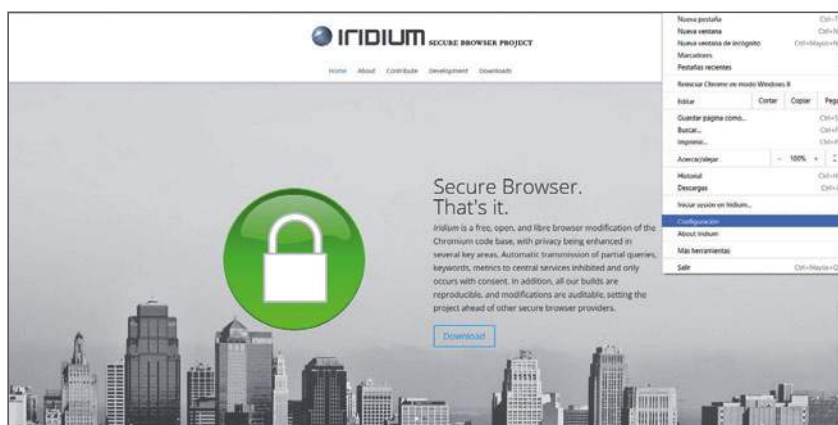 IRIDIUM SECURE BROWSER PROJECT
Home About Contribute Development Downloads
Secure Browser.
That's it.
Iridium is a free, open, and libre browser modification of the
Chromium code base, with privacy being enhanced in
several key areas. Automatic transmission of partial queries,
keywords, metrics to central services inhibited and only
occurs with consent. In addition, all our builds are
reproducible, and modifications are auditable, setting the
project ahead of other secure browser providers.
Download
Nueva pestaña
Nueva ventana
Nueva ventana de incógnito
Marcadores
Pestañas recientes
Reiniciar Chrome en modo Windows 8
Editar Cortar Copiar
Guardar página como...
Buscar...
Imprimir...
Acercar/alejar - 100% +
Historial
Descargas
Iniciar sesión en Iridium...
Configuración
About Iridium
Más herramientas
Salir